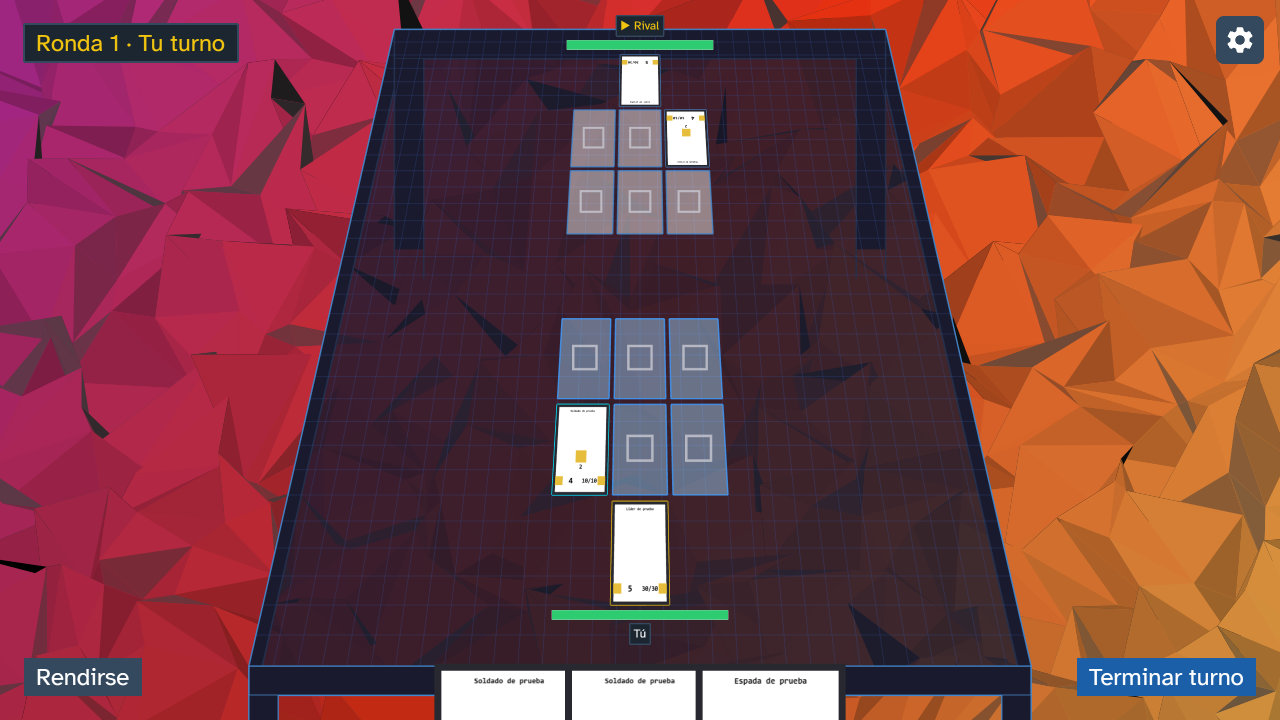 ▶ Rival
Ronda 1 · Tu turno
Soldado de prueba
2
4 10/10
Líder de prueba
5 30/30
Tú
Rendirse
Terminar turno
Soldado de prueba
Soldado de prueba
Espada de prueba